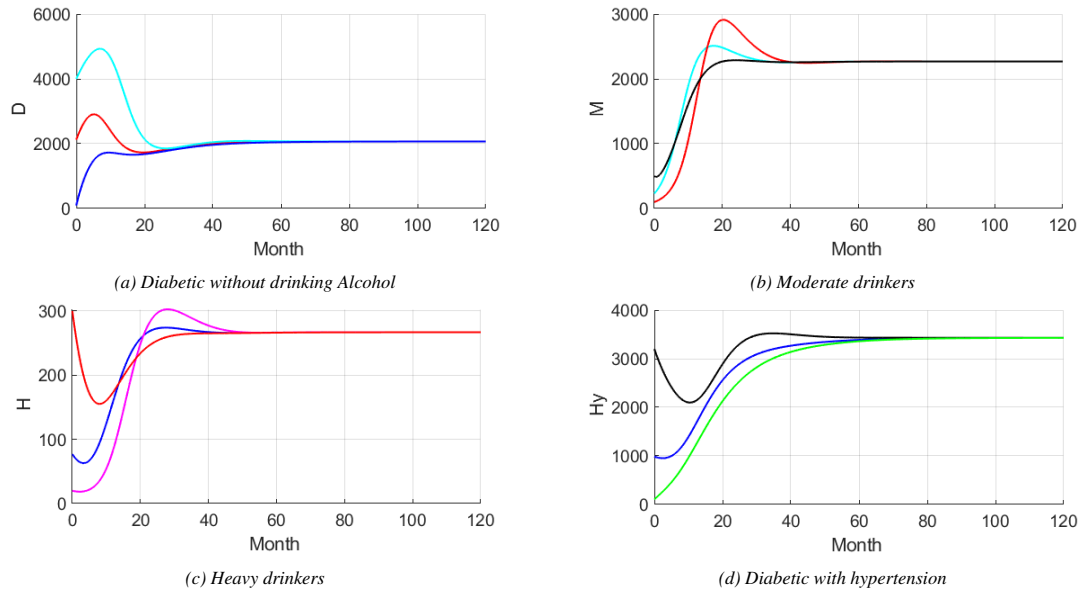 6000
4000
2000
0
D
0 20 40 60 80 100 120
Month
(a) Diabetic without drinking Alcohol
3000
2000
1000
0
M
0 20 40 60 80 100 120
Month
(b) Moderate drinkers
300
200
100
0
H
0 20 40 60 80 100 120
Month
(c) Heavy drinkers
4000
3000
2000
1000
0
Hy
0 20 40 60 80 100 120
Month
(d) Diabetic with hypertension